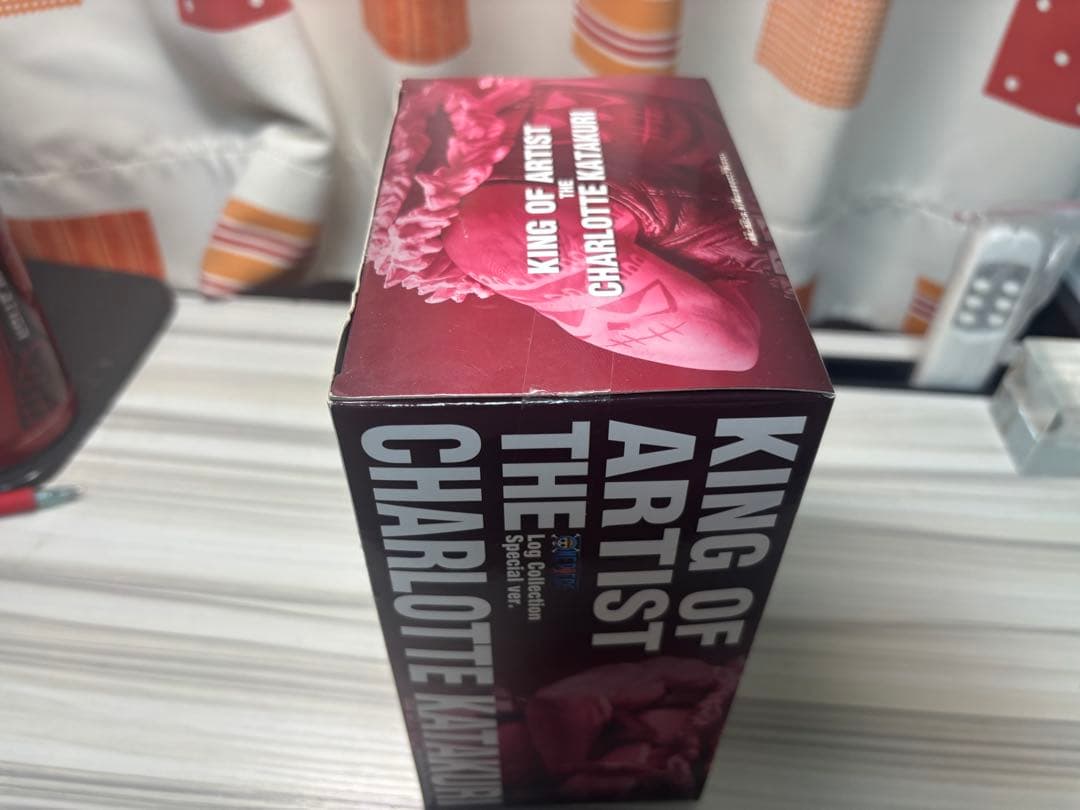 KING OF ARTIST
THE
CHARLOTTE KATAKURI
KING OF
ARTIST
THE
ONE PIECE
Log Collection
Special ver.
CHARLOTTE KATAKURI